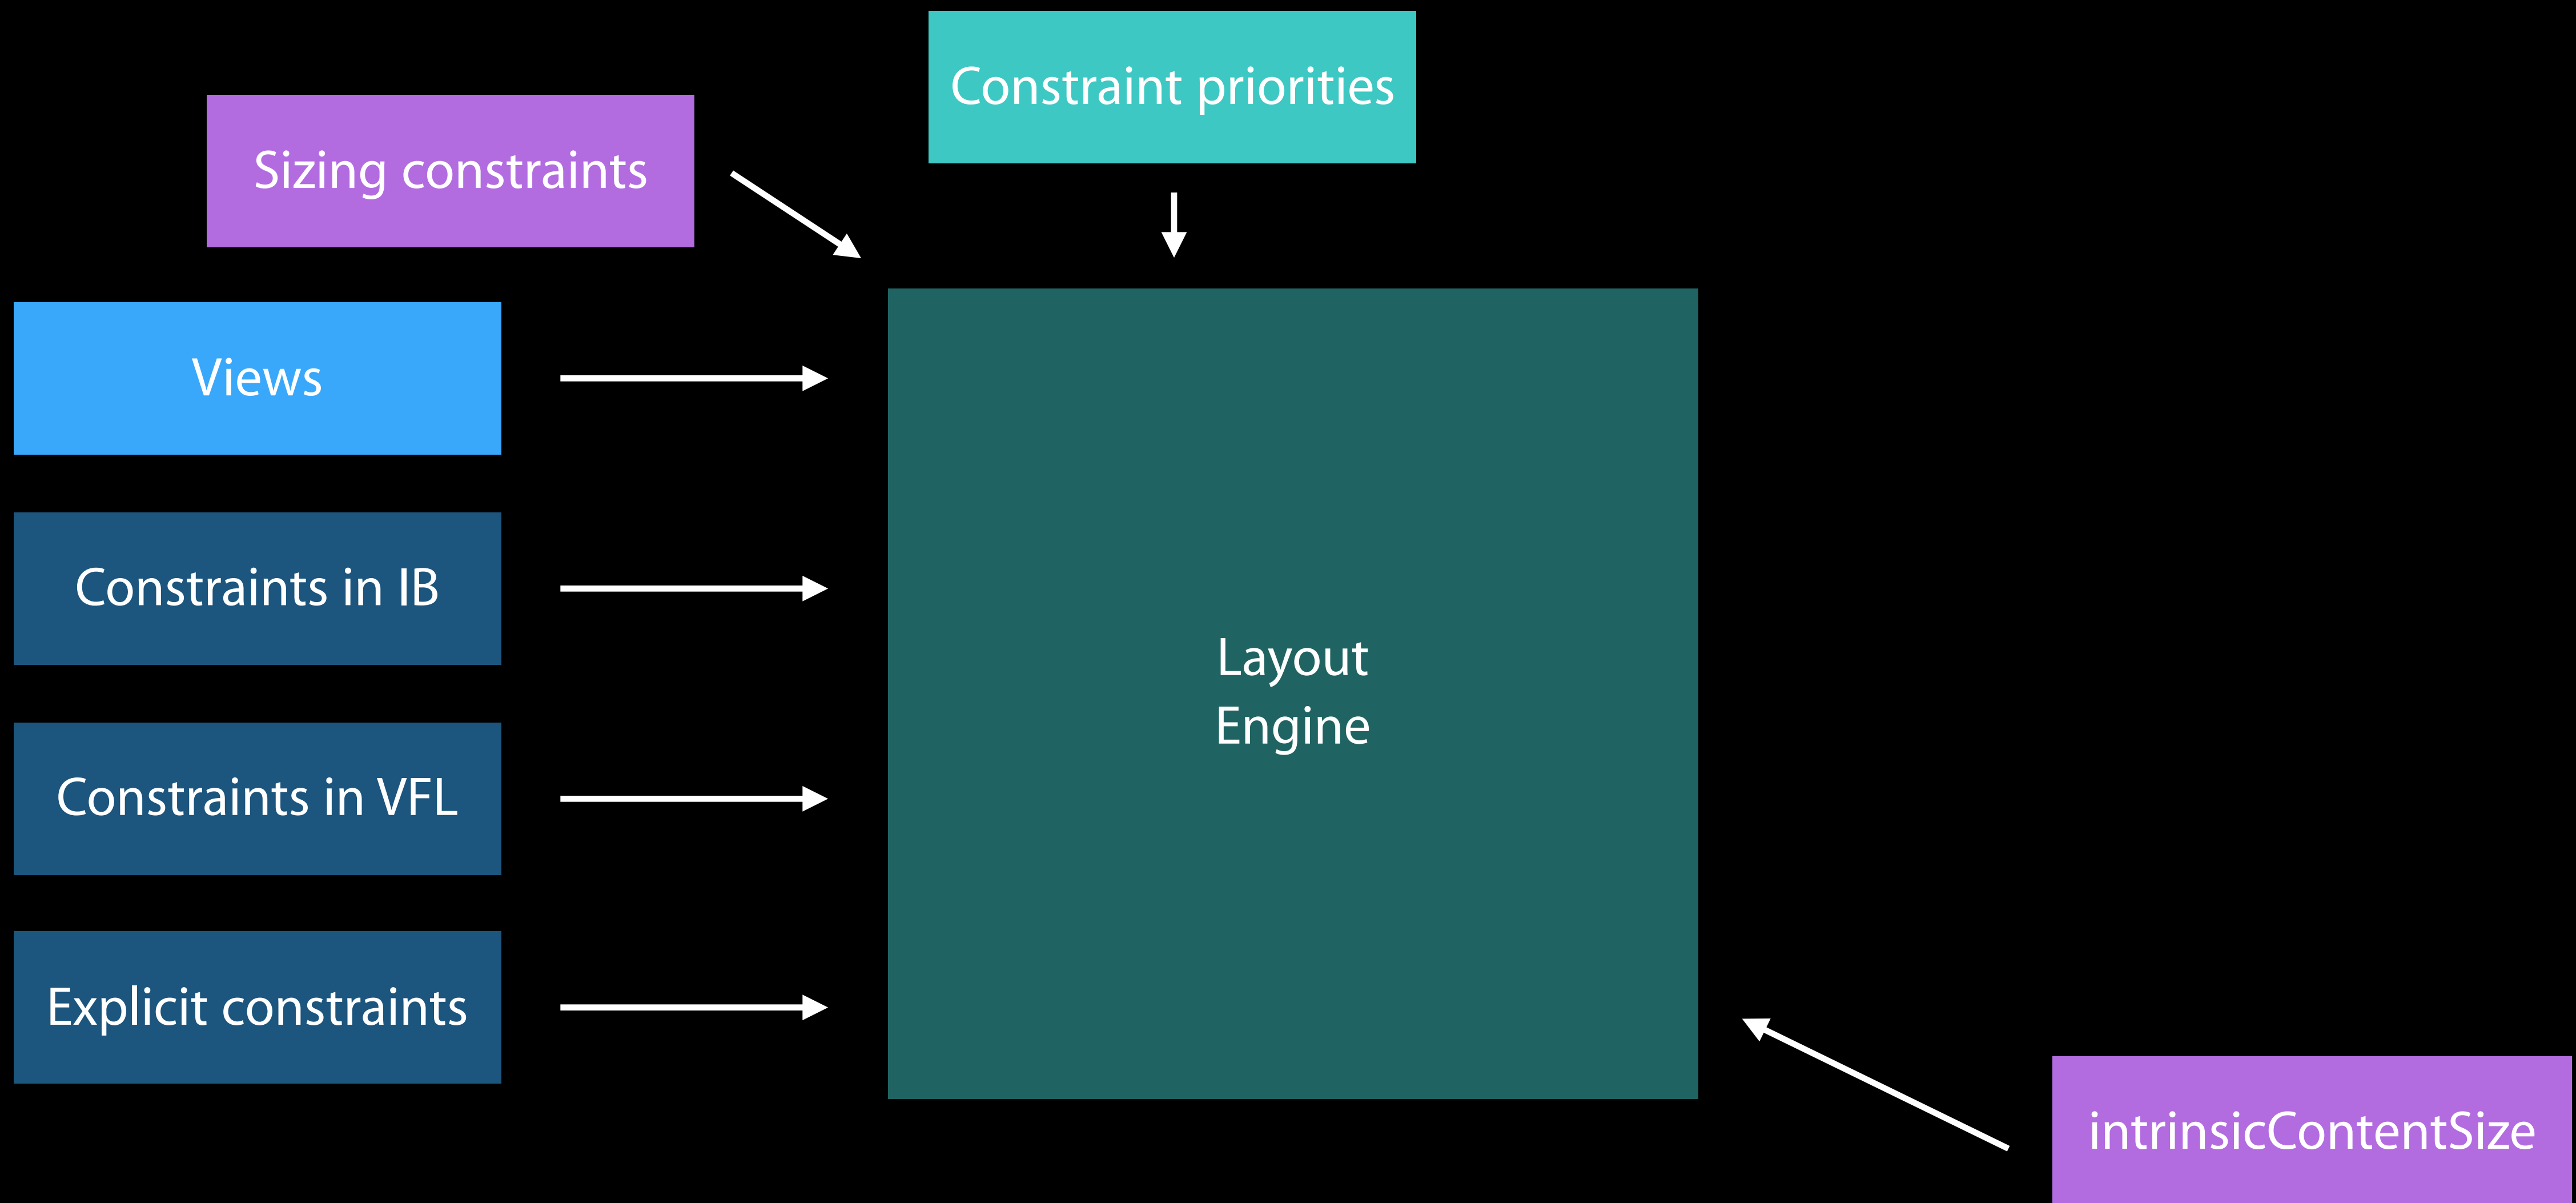 Constraint priorities
Sizing constraints
Views
Constraints in IB
Constraints in VFL
Explicit constraints
Layout
Engine
intrinsicContentSize